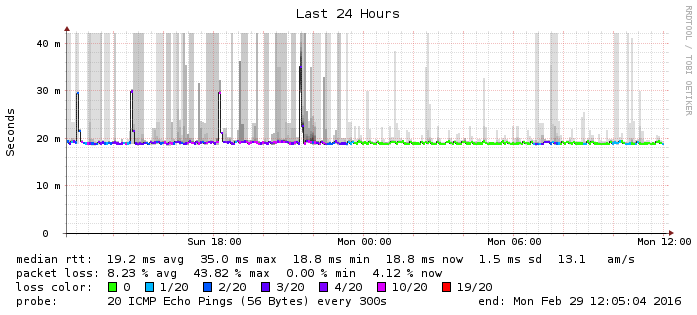 Last 24 Hours
RRDTOOL / TOBI OETIKER
Seconds
40 m
30 m
20 m
10 m
0
Sun 18:00 Mon 00:00 Mon 06:00 Mon 12:00
median rtt: 19.2 ms avg 35.0 ms max 18.8 ms min 18.8 ms now 1.5 ms sd 13.1 am/s
packet loss: 8.23 % avg 43.82 % max 0.00 % min 4.12 % now
loss color: 0 1/20 2/20 3/20 4/20 10/20 19/20
probe: 20 ICMP Echo Pings (56 Bytes) every 300s end: Mon Feb 29 12:05:04 2016